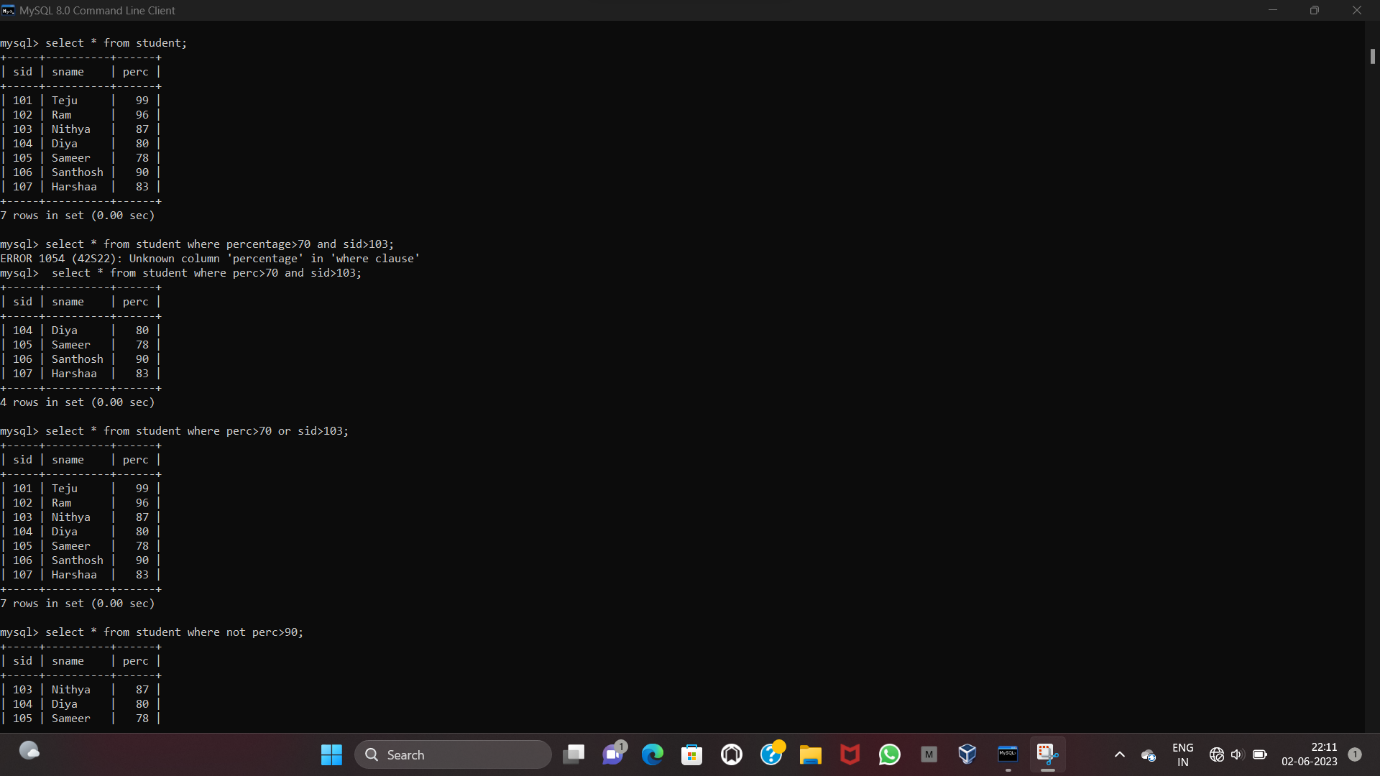 MySQL 8.0 Command Line Client
mysql> select * from student;
+-----+----------+------+
| sid | sname    | perc |
+-----+----------+------+
| 101 | Teju     |   99 |
| 102 | Ram      |   96 |
| 103 | Nithya   |   87 |
| 104 | Diya     |   80 |
| 105 | Sameer   |   78 |
| 106 | Santhosh |   90 |
| 107 | Harshaa  |   83 |
+-----+----------+------+
7 rows in set (0.00 sec)
mysql> select * from student where percentage>70 and sid>103;
ERROR 1054 (42S22): Unknown column 'percentage' in 'where clause'
mysql>  select * from student where perc>70 and sid>103;
+-----+----------+------+
| sid | sname    | perc |
+-----+----------+------+
| 104 | Diya     |   80 |
| 105 | Sameer   |   78 |
| 106 | Santhosh |   90 |
| 107 | Harshaa  |   83 |
+-----+----------+------+
4 rows in set (0.00 sec)
mysql> select * from student where perc>70 or sid>103;
+-----+----------+------+
| sid | sname    | perc |
+-----+----------+------+
| 101 | Teju     |   99 |
| 102 | Ram      |   96 |
| 103 | Nithya   |   87 |
| 104 | Diya     |   80 |
| 105 | Sameer   |   78 |
| 106 | Santhosh |   90 |
| 107 | Harshaa  |   83 |
+-----+----------+------+
7 rows in set (0.00 sec)
mysql> select * from student where not perc>90;
+-----+----------+------+
| sid | sname    | perc |
+-----+----------+------+
| 103 | Nithya   |   87 |
| 104 | Diya     |   80 |
| 105 | Sameer   |   78 |
Search
1
M
ENG
IN
22:11
02-06-2023
1